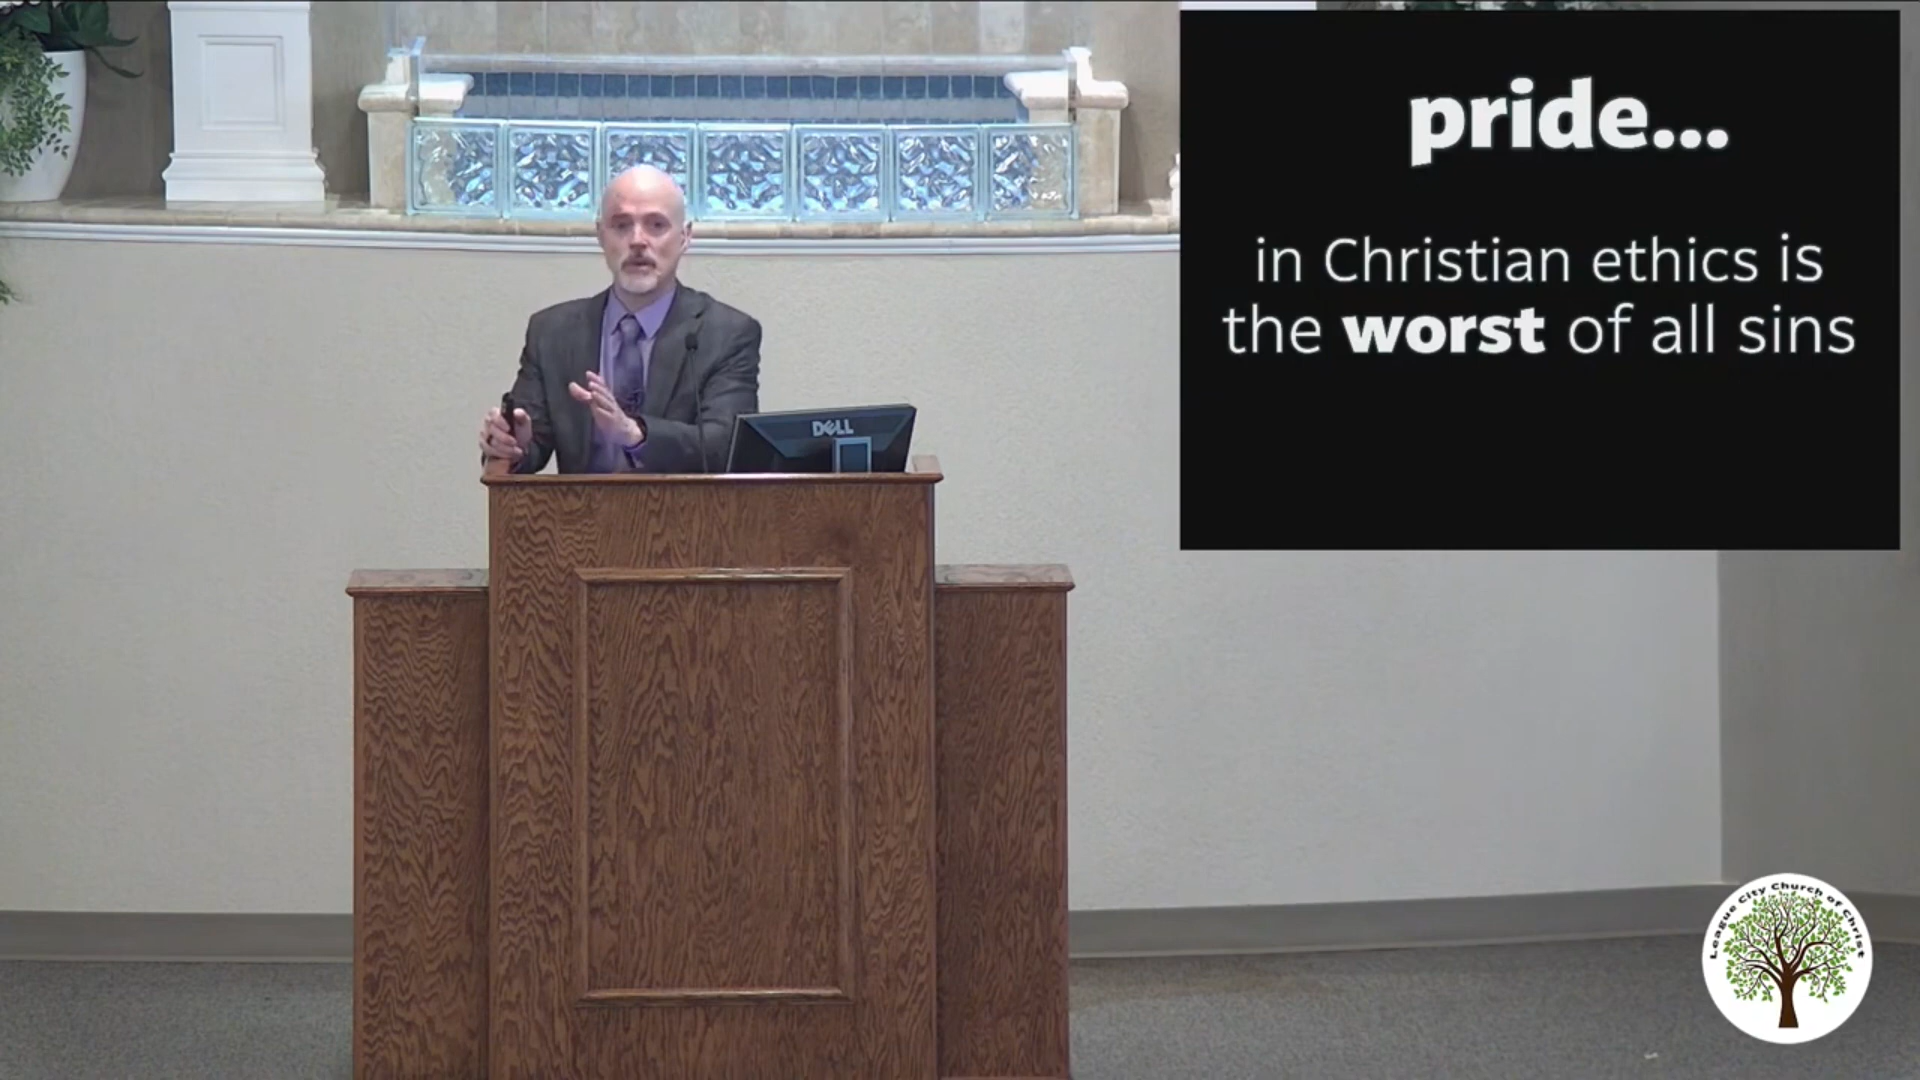 pride...
in Christian ethics is
the worst of all sins
DELL
League City Church of Christ